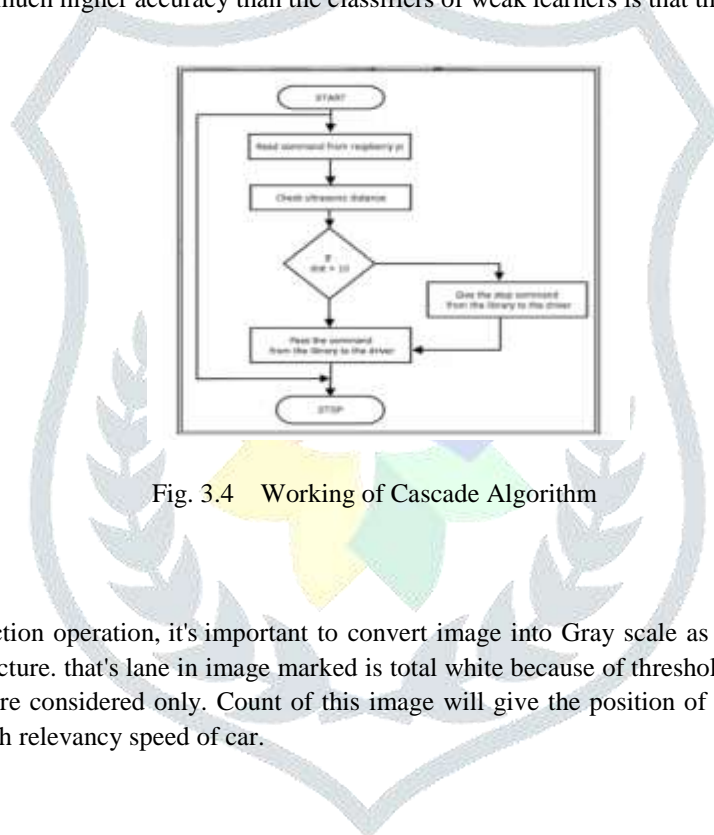 much higher accuracy than the classifiers of weak learners is that th
START
Read command from raspberry pi
Check ultrasonic distance
If
Give the stop command
from the library to the driver
Pass the command
from the library to the driver
STOP
Fig. 3.4 Working of Cascade Algorithm
ction operation, it's important to convert image into Gray scale as
cture. that's lane in image marked is total white because of threshol
re considered only. Count of this image will give the position of
h relevancy speed of car.